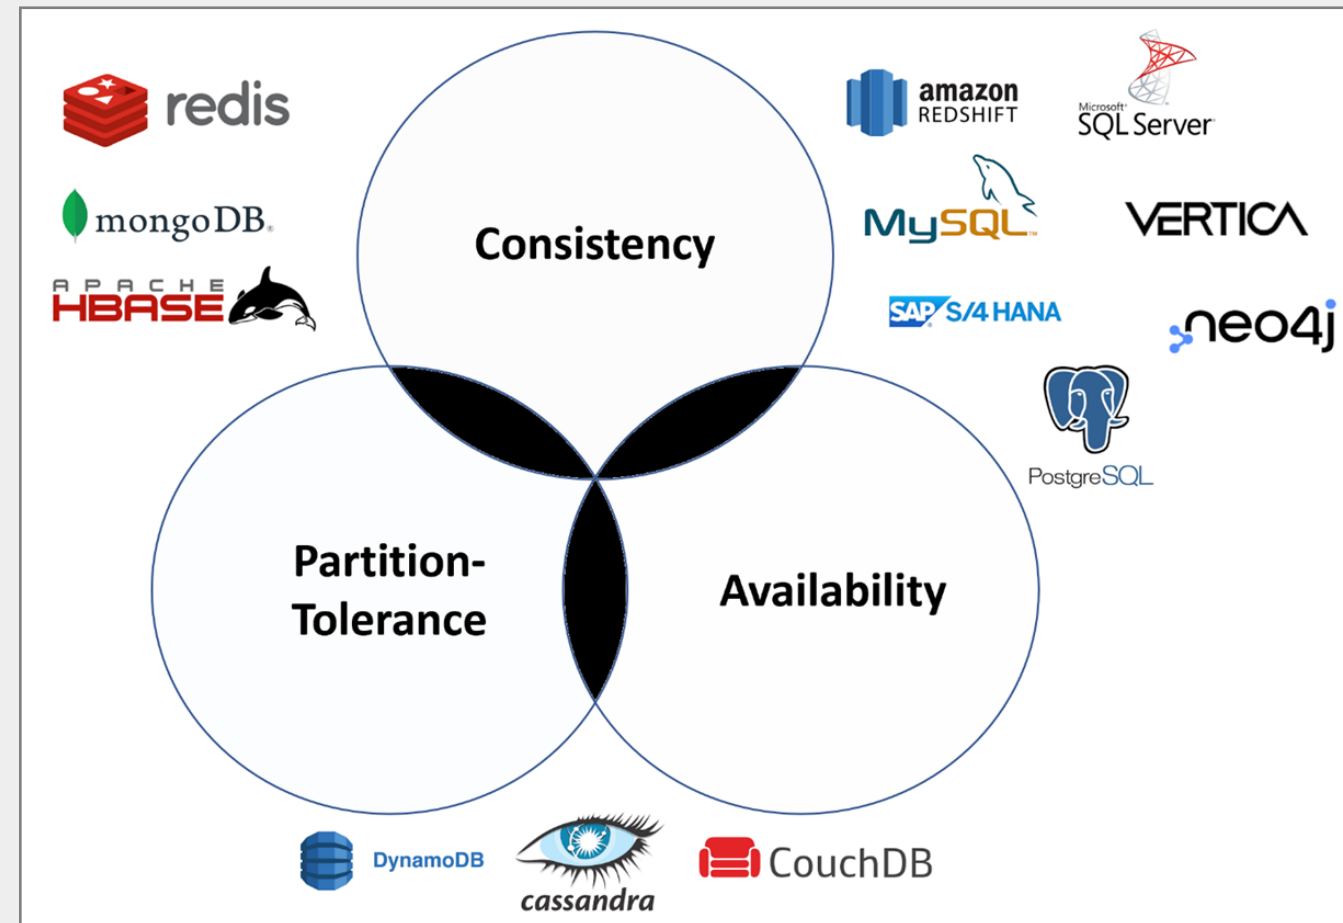 redis
mongoDB®
APACHE
HBASE
Consistency
amazon
REDSHIFT
Microsoft®
SQL Server®
MySQL™
VERTICA
SAP® S/4 HANA
neo4j
PostgreSQL
Partition-
Tolerance
Availability
DynamoDB
cassandra
CouchDB